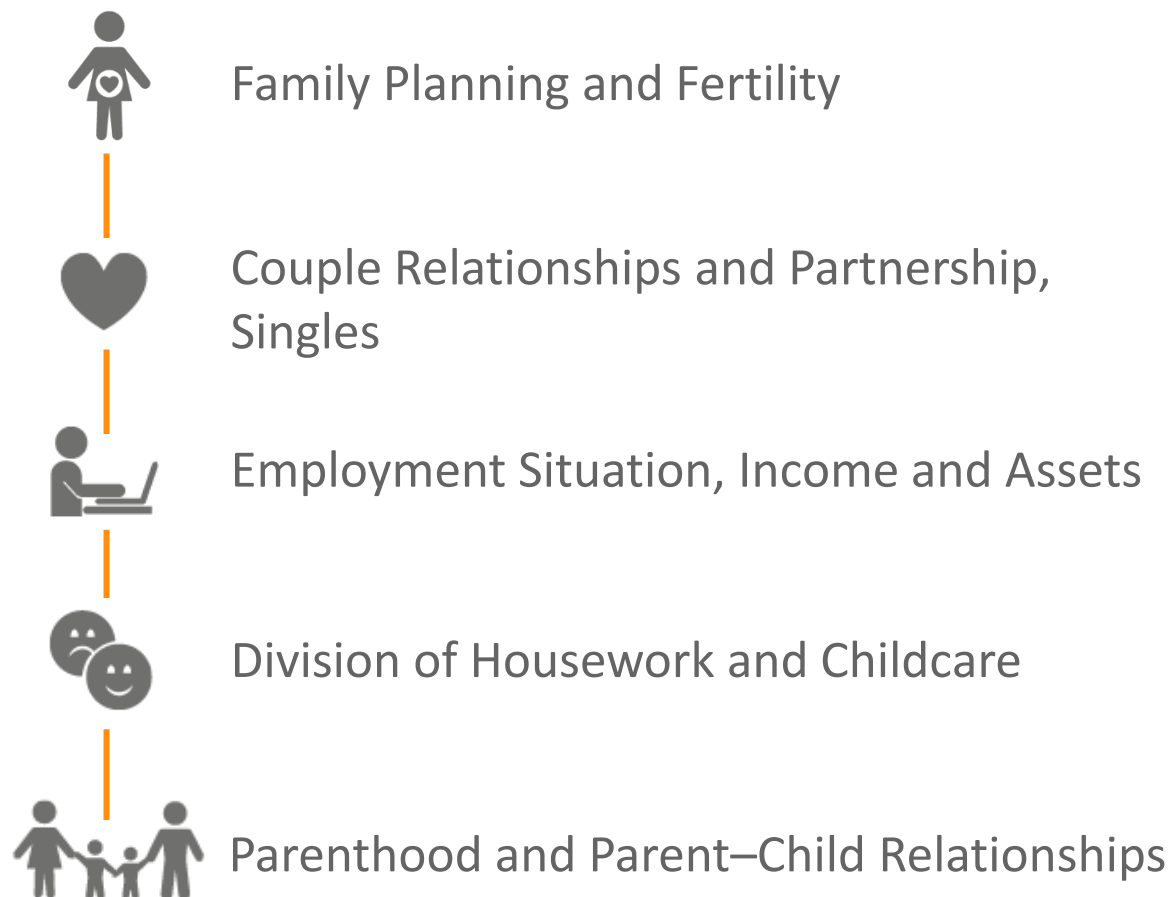 Family Planning and Fertility
Couple Relationships and Partnership,
Singles
Employment Situation, Income and Assets
Division of Housework and Childcare
Parenthood and Parent–Child Relationships